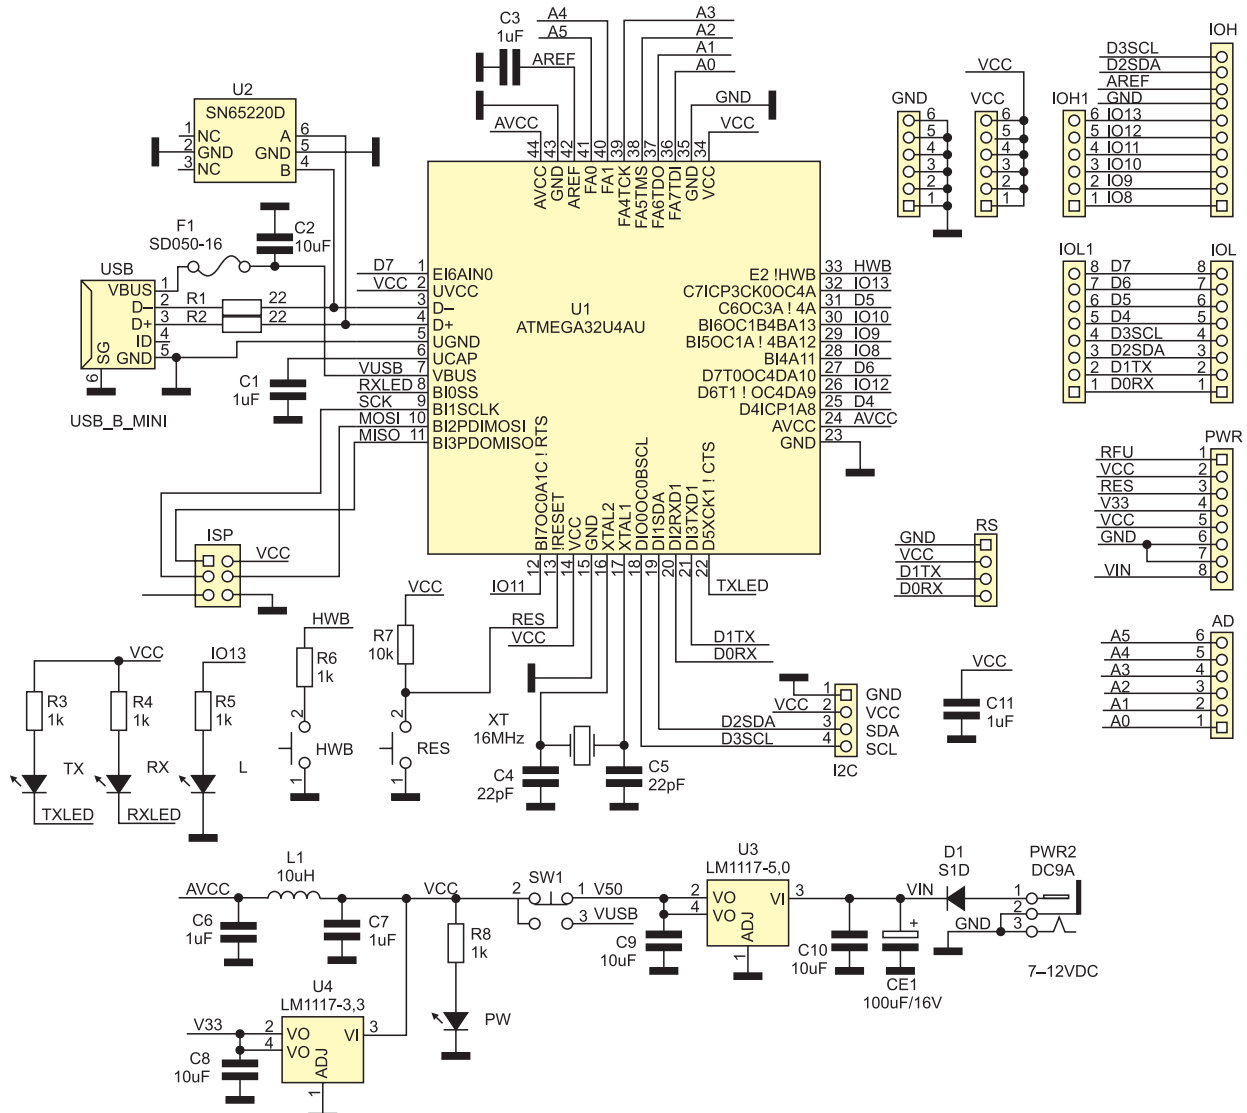 C3
1uF
A4
A5
AREF
A3
A2
A1
A0
GND
VCC
AVCC
44 43 42 41 40 39 38 37 36 35 34
AVCC
GND
AREF
FA0
FA1
FA4TCK
FA5TMS
FA6TDO
FA7TDI
GND
VCC
U2
SN65220D
1 NC
2 GND
3 NC
A 6
GND 5
B 4
F1
SD050-16
C2
10uF
USB
VBUS 1
D– 2
D+ 3
ID 4
GND 5
SG
6
USB_B_MINI
R1 22
R2 22
C1
1uF
U1
ATMEGA32U4AU
D7 1 EI6AIN0
VCC 2 UVCC
3 D–
4 D+
5 UGND
6 UCAP
VUSB 7 VBUS
RXLED 8 BI0SS
SCK 9 BI1SCLK
MOSI 10 BI2PDIMOSI
MISO 11 BI3PDOMISO
E2 !HWB 33 HWB
C7ICP3CK0OC4A 32 IO13
C6OC3A ! 4A 31 D5
BI6OC1B4BA13 30 IO10
BI5OC1A ! 4BA12 29 IO9
BI4A11 28 IO8
D7T0OC4DA10 27 D6
D6T1 ! OC4DA9 26 IO12
D4ICP1A8 25 D4
AVCC 24 AVCC
GND 23
BI7OC0A1C ! RTS
!RESET
VCC
GND
XTAL2
XTAL1
DIO0OC0BSCL
DI1SDA
DI2RXD1
DI3TXD1
D5XCK1 ! CTS
12 13 14 15 16 17 18 19 20 21 22
IO11
RES
VCC
TXLED
D1TX
D0RX
ISP
VCC
GND
6
5
4
3
2
1
VCC
VCC
6
5
4
3
2
1
IOH
D3SCL
D2SDA
AREF
GND
IOH1
6 IO13
5 IO12
4 IO11
3 IO10
2 IO9
1 IO8
IOL1 IOL
8 D7 8
7 D6 7
6 D5 6
5 D4 5
4 D3SCL 4
3 D2SDA 3
2 D1TX 2
1 D0RX 1
PWR
RFU 1
VCC 2
RES 3
V33 4
VCC 5
GND 6
7
VIN 8
RS
GND
VCC
D1TX
D0RX
AD
A5 6
A4 5
A3 4
A2 3
A1 2
A0 1
VCC
R3
1k
R4
1k
IO13
R5
1k
TX
RX
L
TXLED
RXLED
HWB
R6
1k
2
HWB
1
VCC
R7
10k
2
RES
1
XT
16MHz
C4
22pF
C5
22pF
1 GND
VCC 2 VCC
D2SDA 3 SDA
D3SCL 4 SCL
I2C
VCC
C11
1uF
AVCC
L1
10uH
C6
1uF
C7
1uF
VCC
R8
1k
PW
SW1
2
1 V50
3 VUSB
C9
10uF
U3
LM1117-5,0
2 VO
4 VO
VI 3
ADJ
1
C10
10uF
CE1
100uF/16V
+
VIN
D1
S1D
PWR2
DC9A
1
2
3
GND
7–12VDC
U4
LM1117-3,3
V33
2 VO
4 VO
VI 3
ADJ
1
C8
10uF